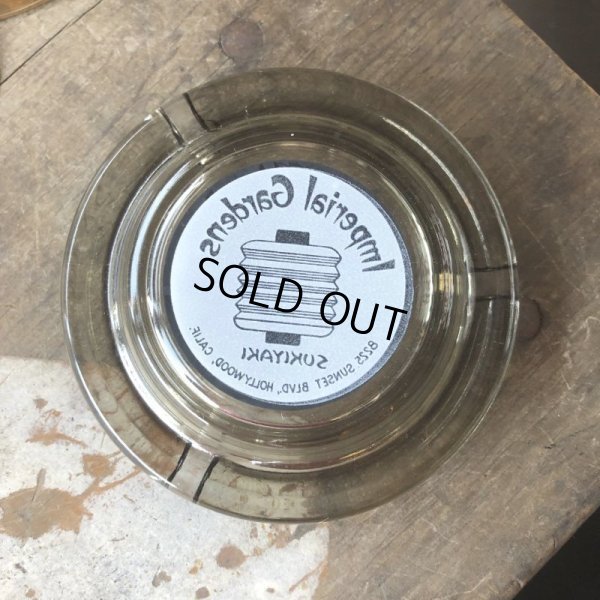 Imperial Gardens
SOLD OUT
SUKIYAKI
8225 SUNSET BLVD., HOLLYWOOD, CALIF.